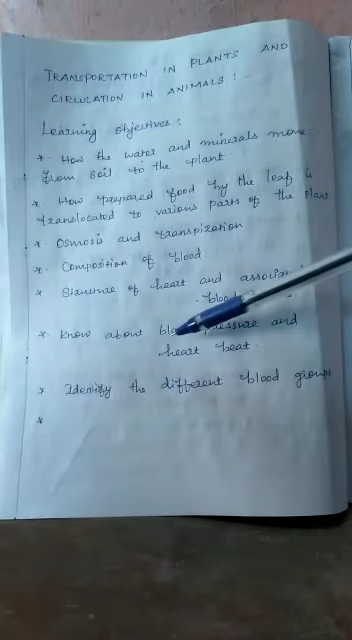 TRANSPORTATION IN PLANTS AND
CIRCULATION IN ANIMALS:
Learning objectives:
* How the water and minerals move
from soil to the plant.
* How prepared food by the leaf is
translocated to various parts of the plant
* Osmosis and transpiration
* Composition of blood.
* Structure of heart and
blood
* Know about pressure and
heart beat.
* Identify the different blood groups
*